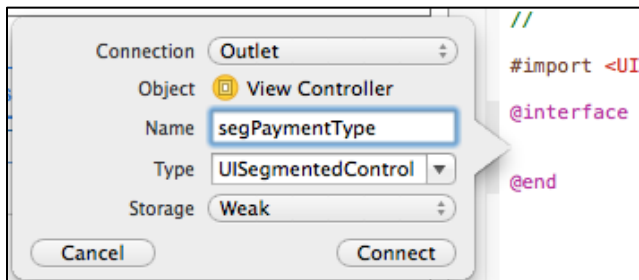 //
Connection Outlet
#import <UI
Object View Controller
@interface
Name segPaymentType
Type UISegmentedControl
@end
Storage Weak
Cancel Connect